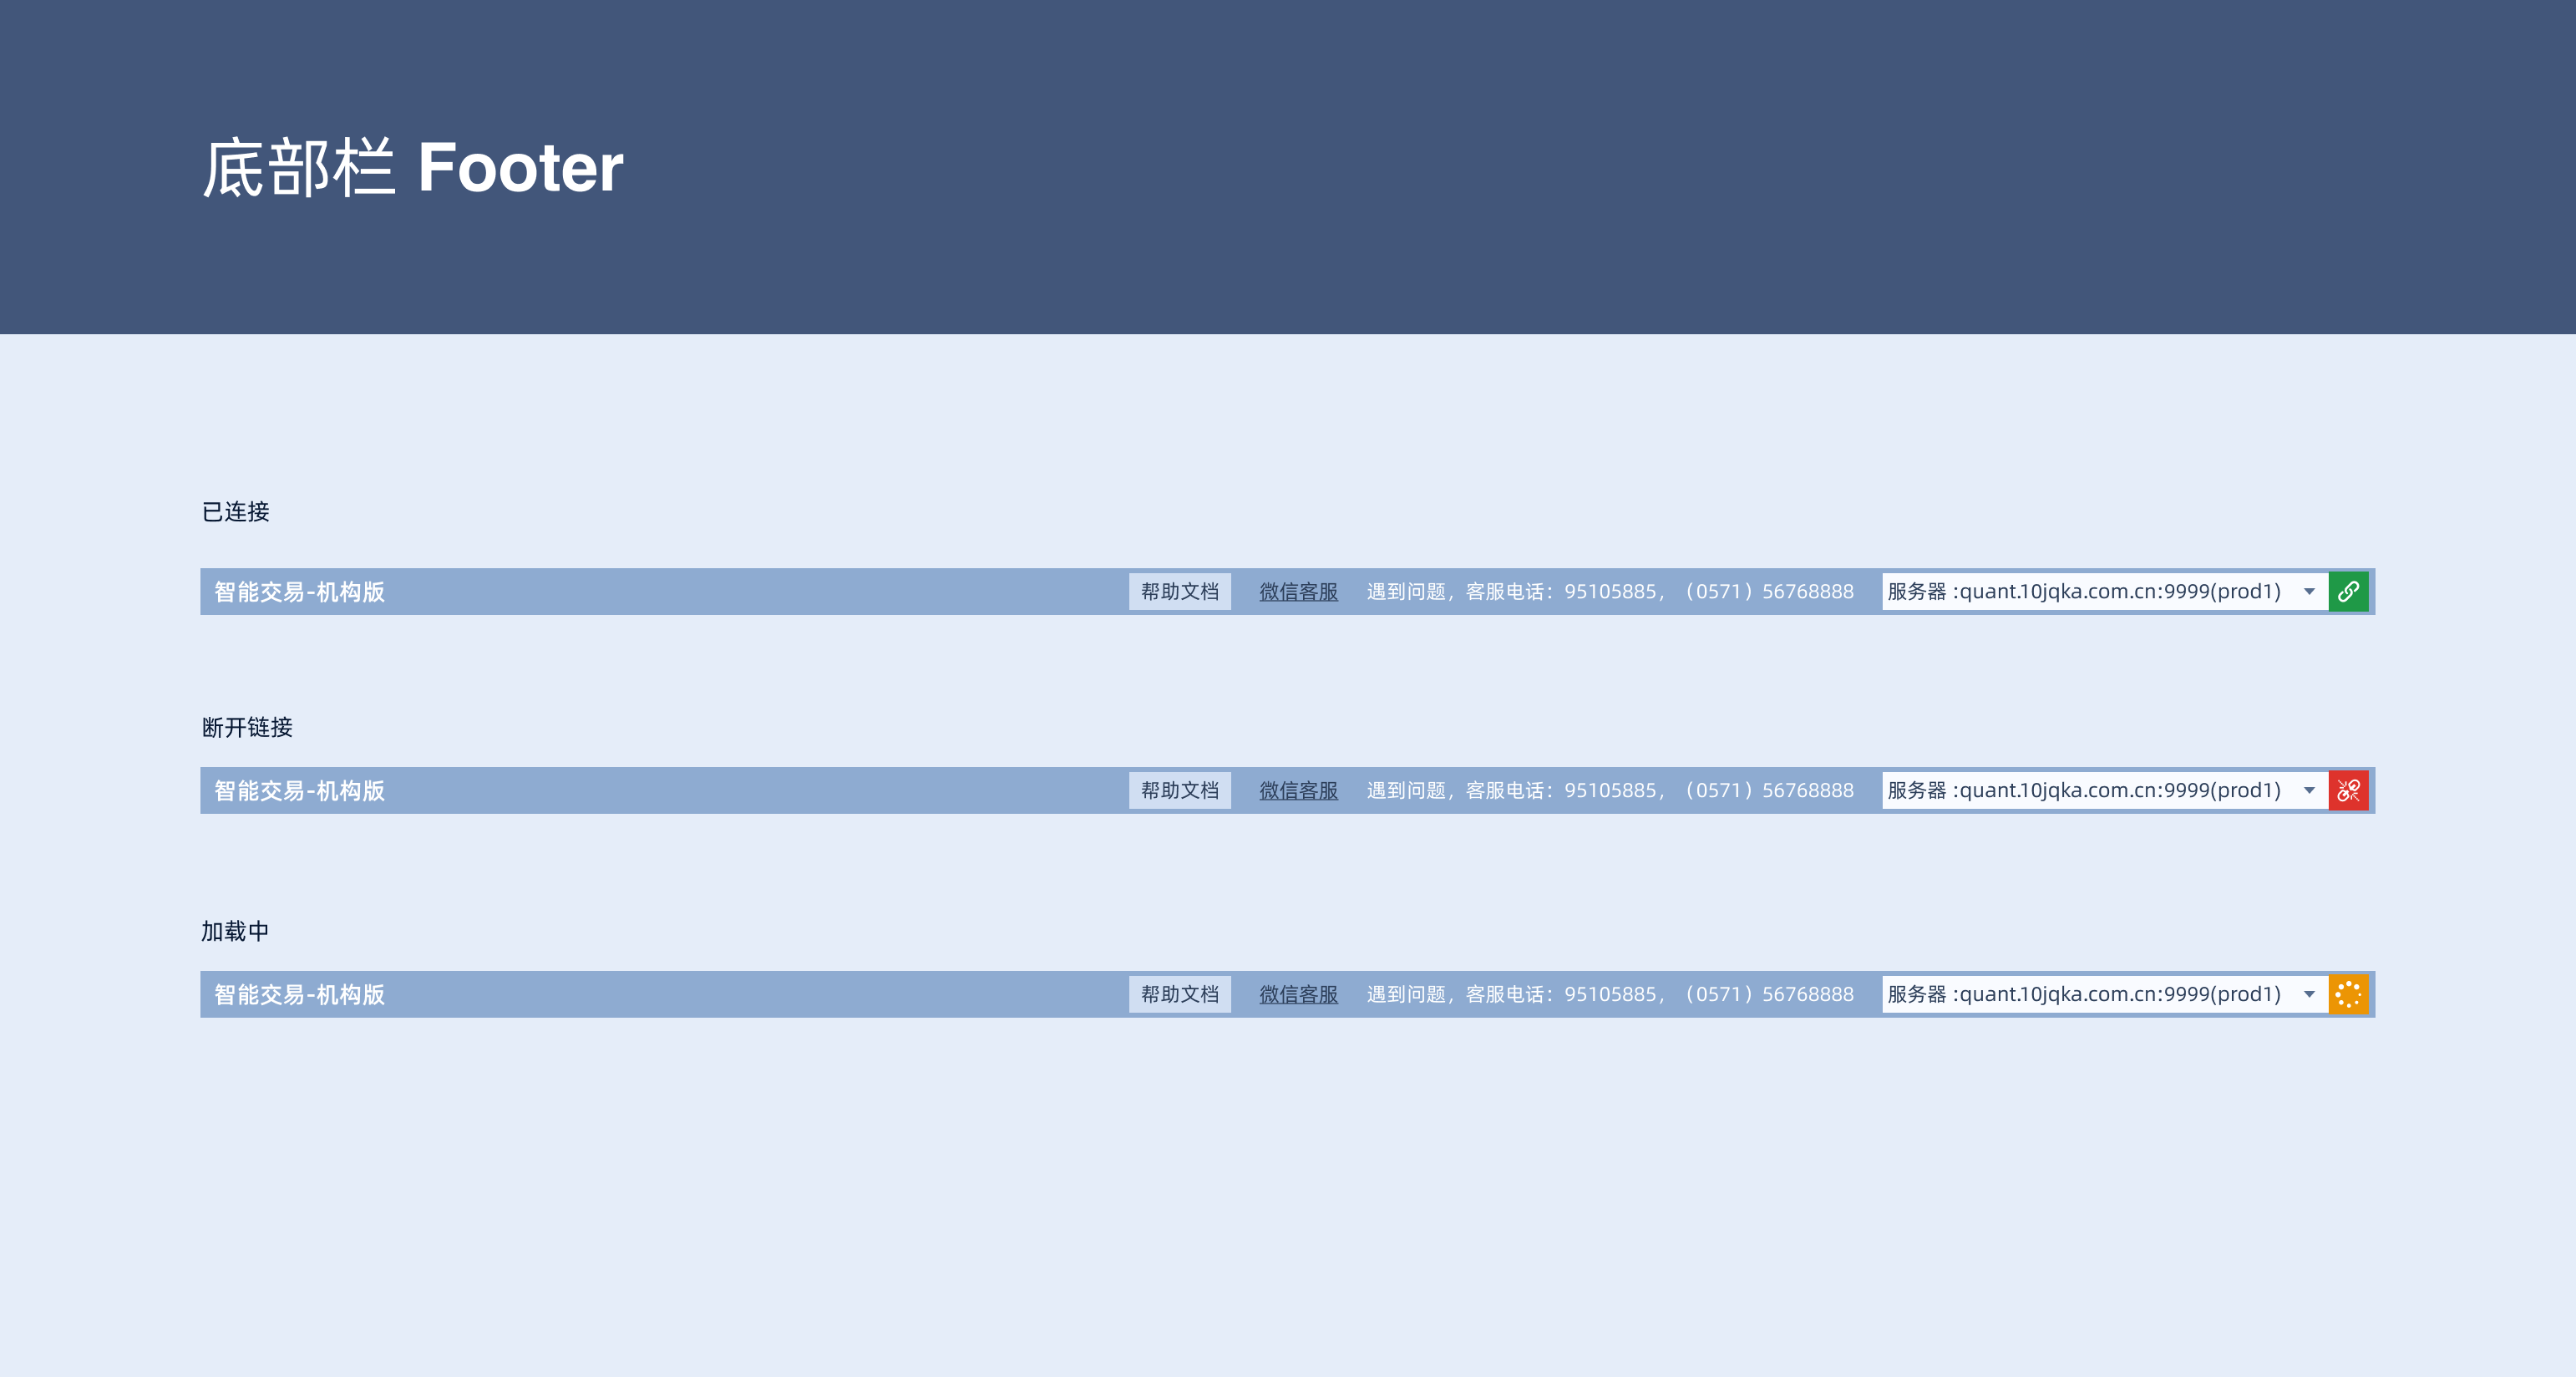 底部栏 Footer
已连接
智能交易-机构版 帮助文档 微信客服 遇到问题，客服电话：95105885，（0571）56768888 服务器 :quant.10jqka.com.cn:9999(prod1)
断开链接
智能交易-机构版 帮助文档 微信客服 遇到问题，客服电话：95105885，（0571）56768888 服务器 :quant.10jqka.com.cn:9999(prod1)
加载中
智能交易-机构版 帮助文档 微信客服 遇到问题，客服电话：95105885，（0571）56768888 服务器 :quant.10jqka.com.cn:9999(prod1)